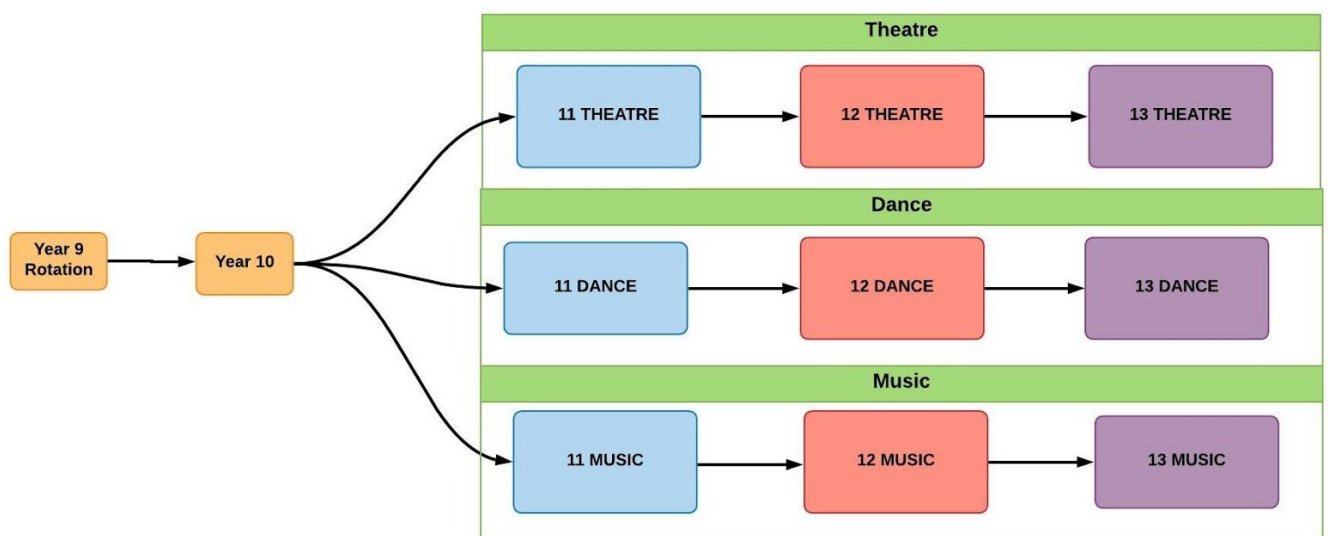 Theatre
11 THEATRE
12 THEATRE
13 THEATRE
Year 9
Rotation
Year 10
Dance
11 DANCE
12 DANCE
13 DANCE
Music
11 MUSIC
12 MUSIC
13 MUSIC